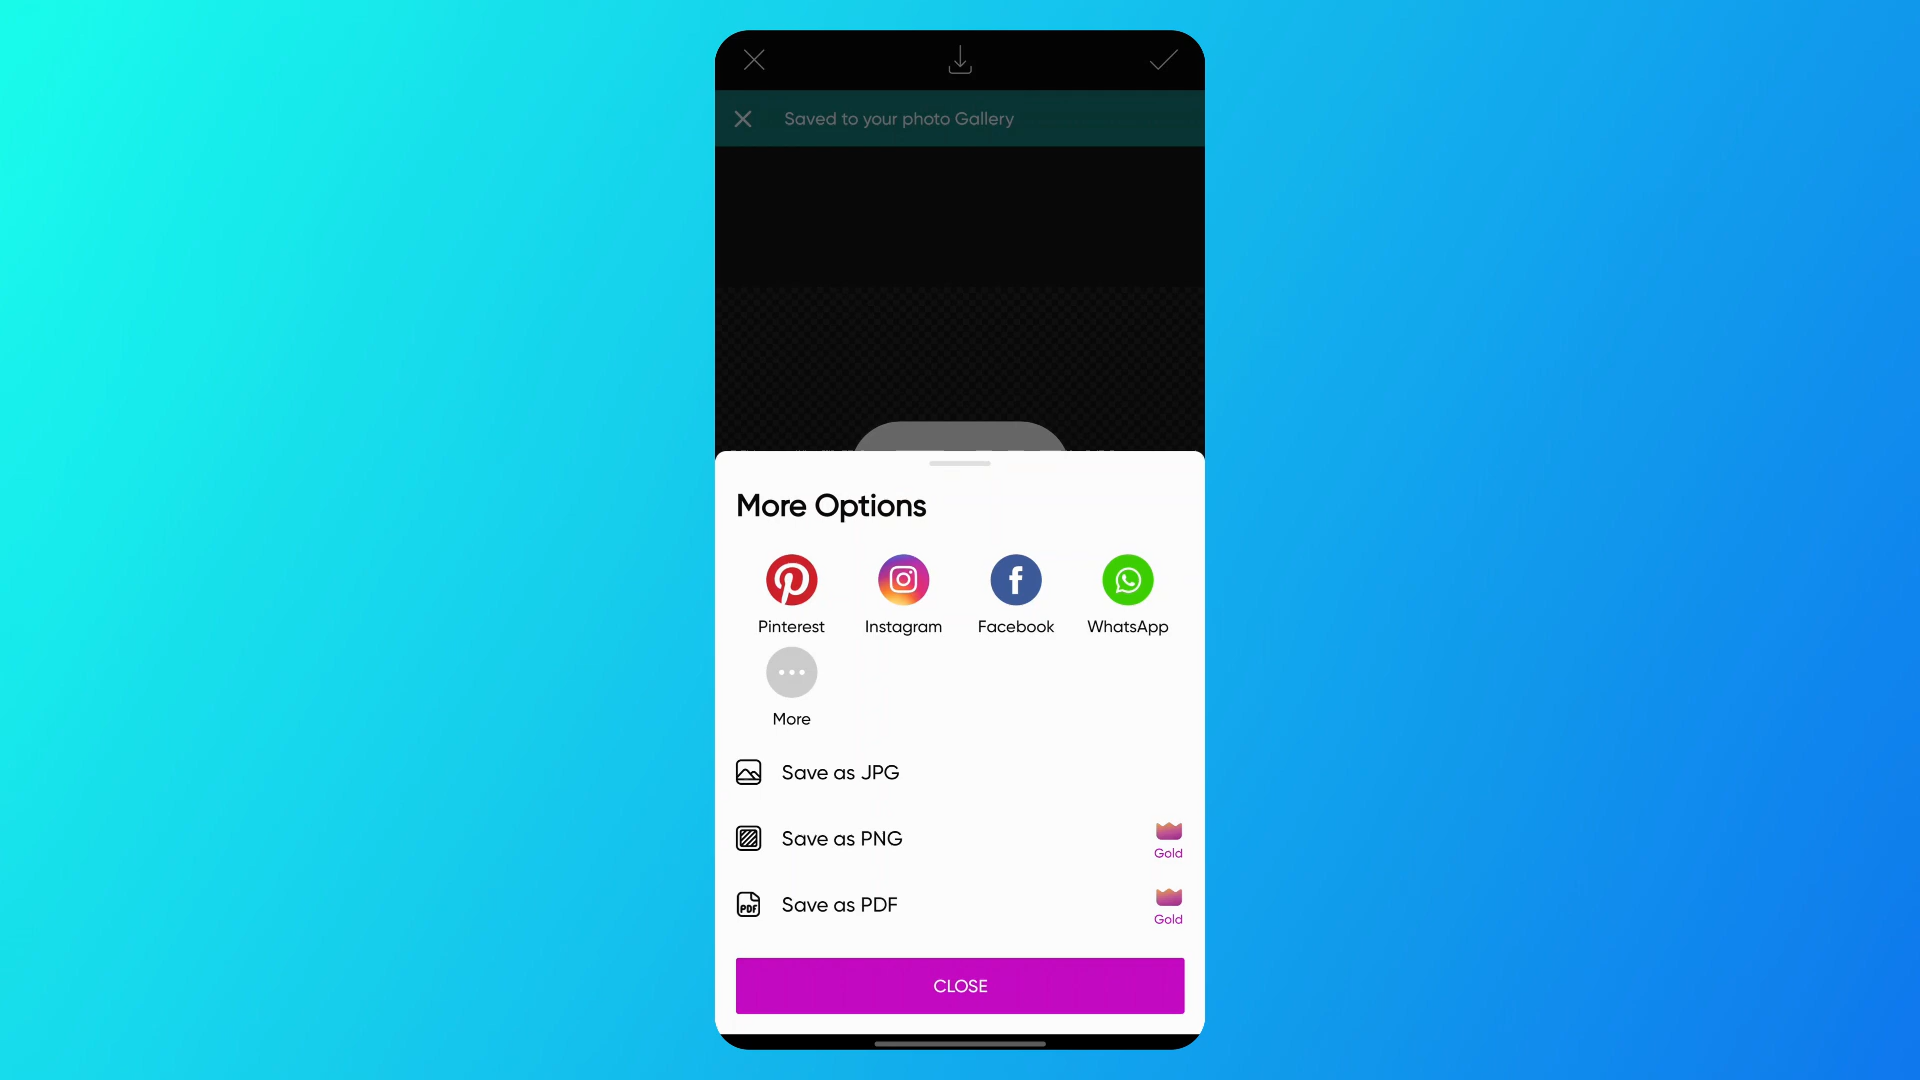 Saved to your photo Gallery
More Options
Pinterest Instagram Facebook WhatsApp
More
Save as JPG
Save as PNG
Gold
PDF Save as PDF
Gold
CLOSE